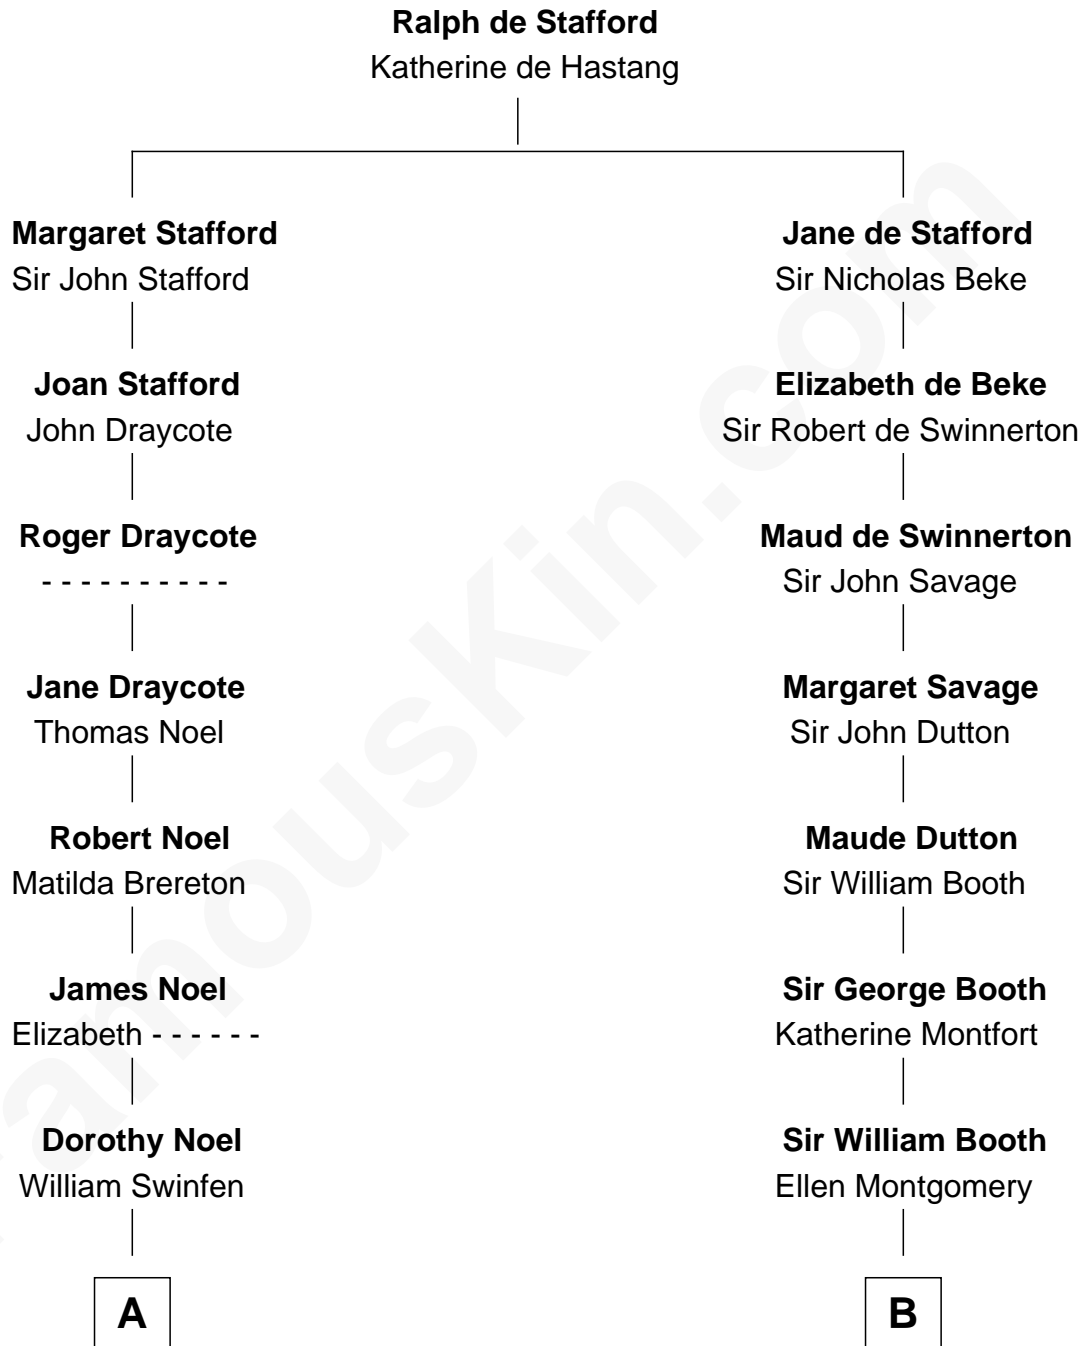 Ralph de Stafford
Katherine de Hastang
Margaret Stafford
Sir John Stafford
Joan Stafford
John Draycote
Roger Draycote
- - - - - - - - - -
Jane Draycote
Thomas Noel
Robert Noel
Matilda Brereton
James Noel
Elizabeth - - - - - -
Dorothy Noel
William Swinfen
A
Jane de Stafford
Sir Nicholas Beke
Elizabeth de Beke
Sir Robert de Swinnerton
Maud de Swinnerton
Sir John Savage
Margaret Savage
Sir John Dutton
Maude Dutton
Sir William Booth
Sir George Booth
Katherine Montfort
Sir William Booth
Ellen Montgomery
B
famouskin.com